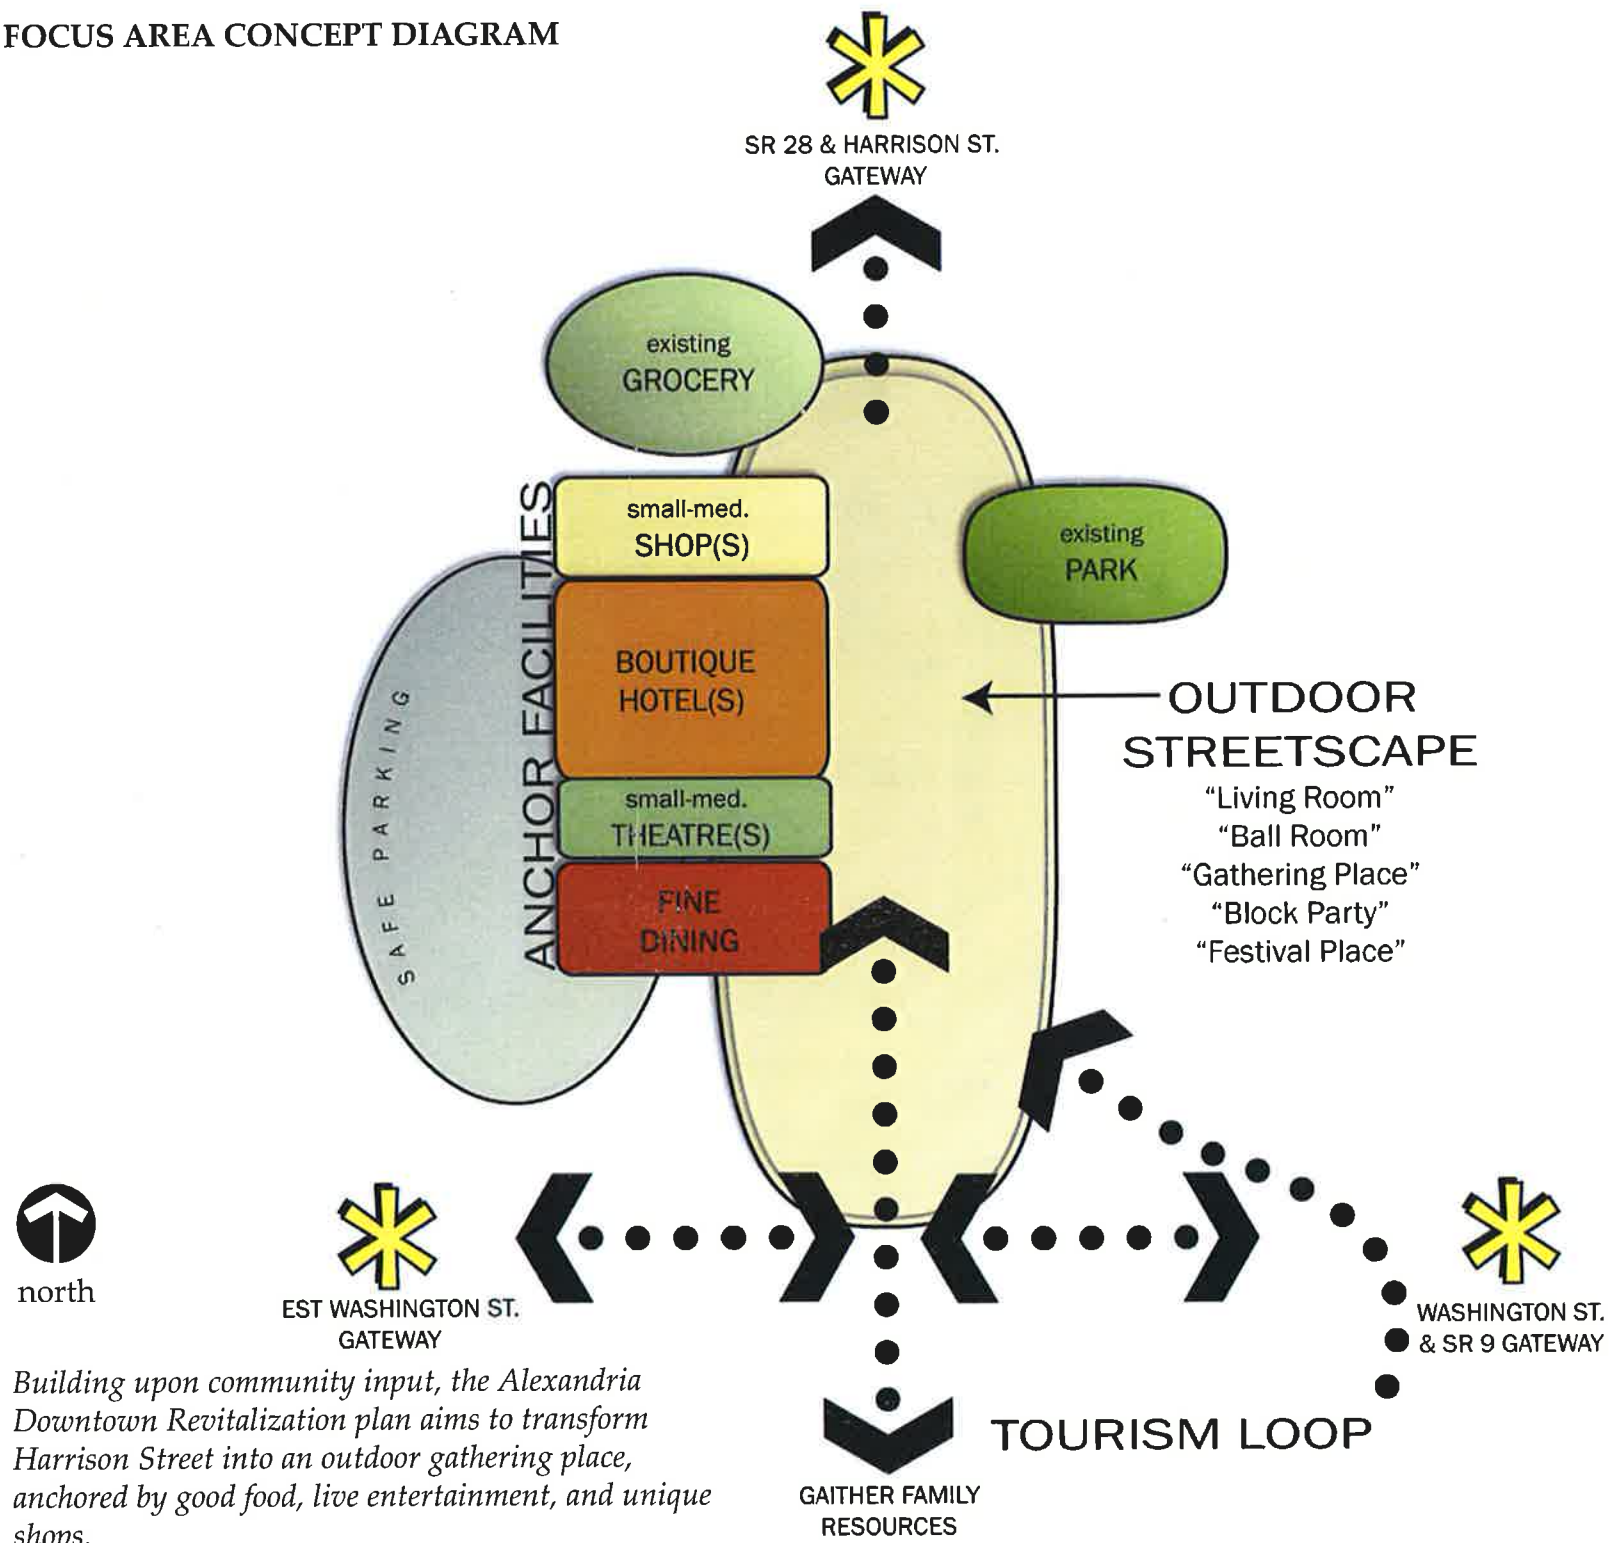 FOCUS AREA CONCEPT DIAGRAM
SR 28 & HARRISON ST.
GATEWAY
existing
GROCERY
small-med.
SHOP(S)
existing
PARK
ANCHOR FACILITIES
SAFE PARKING
BOUTIQUE
HOTEL(S)
small-med.
THEATRE(S)
FINE
DINING
OUTDOOR
STREETSCAPE
“Living Room”
“Ball Room”
“Gathering Place”
“Block Party”
“Festival Place”
north
EST WASHINGTON ST.
GATEWAY
WASHINGTON ST.
& SR 9 GATEWAY
TOURISM LOOP
GAITHER FAMILY
RESOURCES
Building upon community input, the Alexandria
Downtown Revitalization plan aims to transform
Harrison Street into an outdoor gathering place,
anchored by good food, live entertainment, and unique
shops.